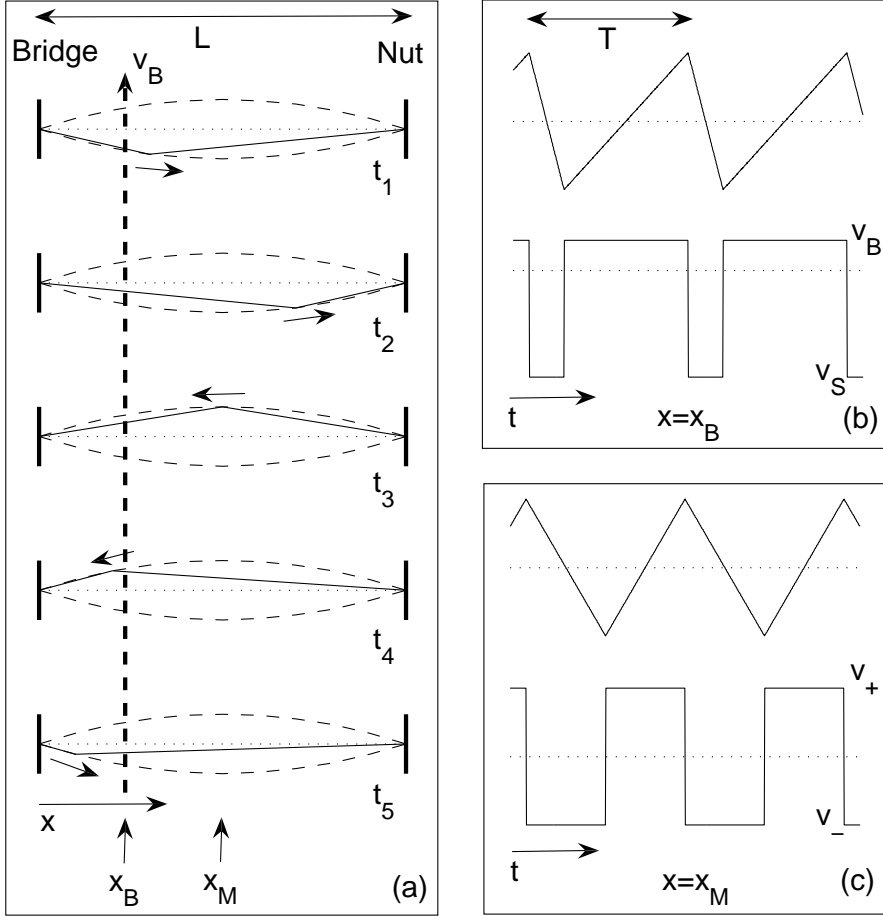 L
Bridge
Nut
v_B
t_1
t_2
t_3
t_4
t_5
x
x_B
x_M
(a)
T
v_B
v_S
t
x=x_B
(b)
v_+
v_-
t
x=x_M
(c)